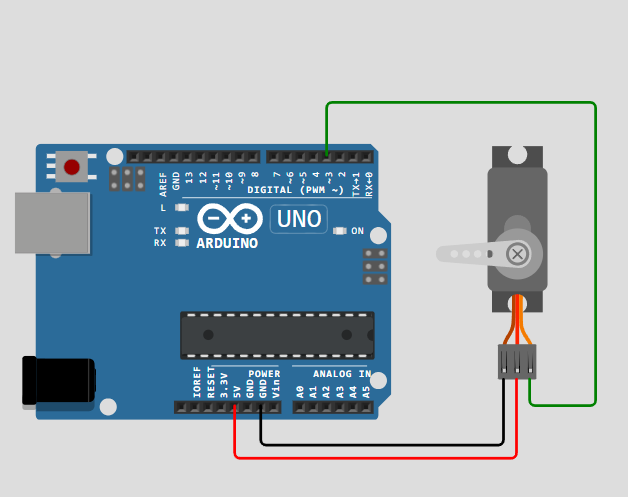 AREF
GND
13
12
~11
~10
~9
8
7
~6
~5
4
~3
2
TX→1
RX←0
DIGITAL (PWM ~)
L
UNO
TX
ON
RX
ARDUINO
POWER
ANALOG IN
IOREF
RESET
3.3V
5V
GND
GND
Vin
A0
A1
A2
A3
A4
A5